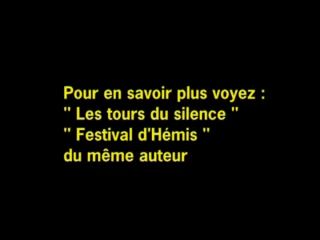 Pour en savoir plus voyez :
" Les tours du silence "
" Festival d'Hémis "
du même auteur